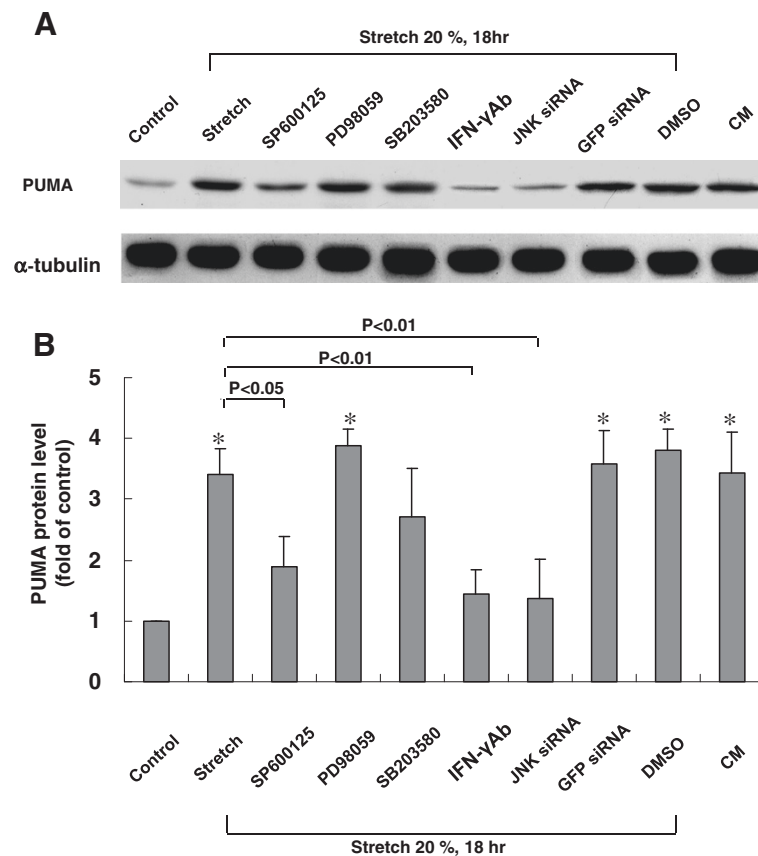 A
Stretch 20 %, 18hr
Control
Stretch
SP600125
PD98059
SB203580
IFN-γAb
JNK siRNA
GFP siRNA
DMSO
CM
PUMA
α-tubulin
B
P<0.01
P<0.01
P<0.05
PUMA protein level
(fold of control)
5
4
3
2
1
0
* * * * *
Control
Stretch
SP600125
PD98059
SB203580
IFN-γAb
JNK siRNA
GFP siRNA
DMSO
CM
Stretch 20 %, 18 hr